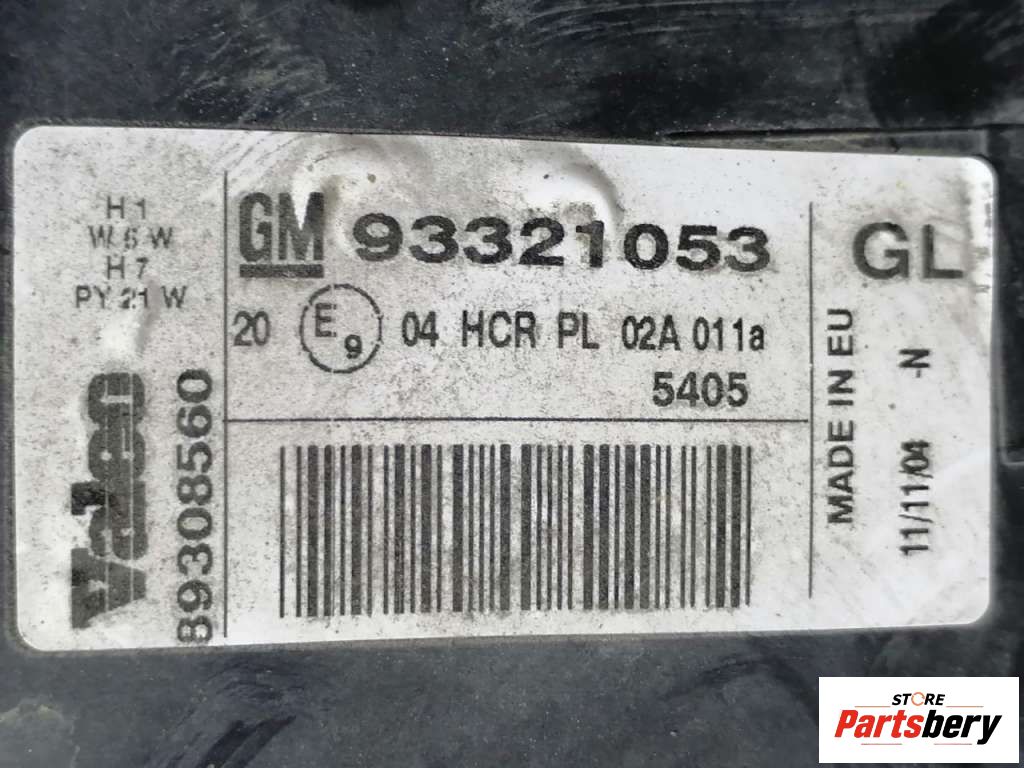 H 1
W 5 W
H 7
PY 21 W
Valeo
89308560
GM 93321053 GL
20 E9 04 HCR PL 02A 011a
5405
MADE IN EU
11/11/04 -N
STORE
Partsbery